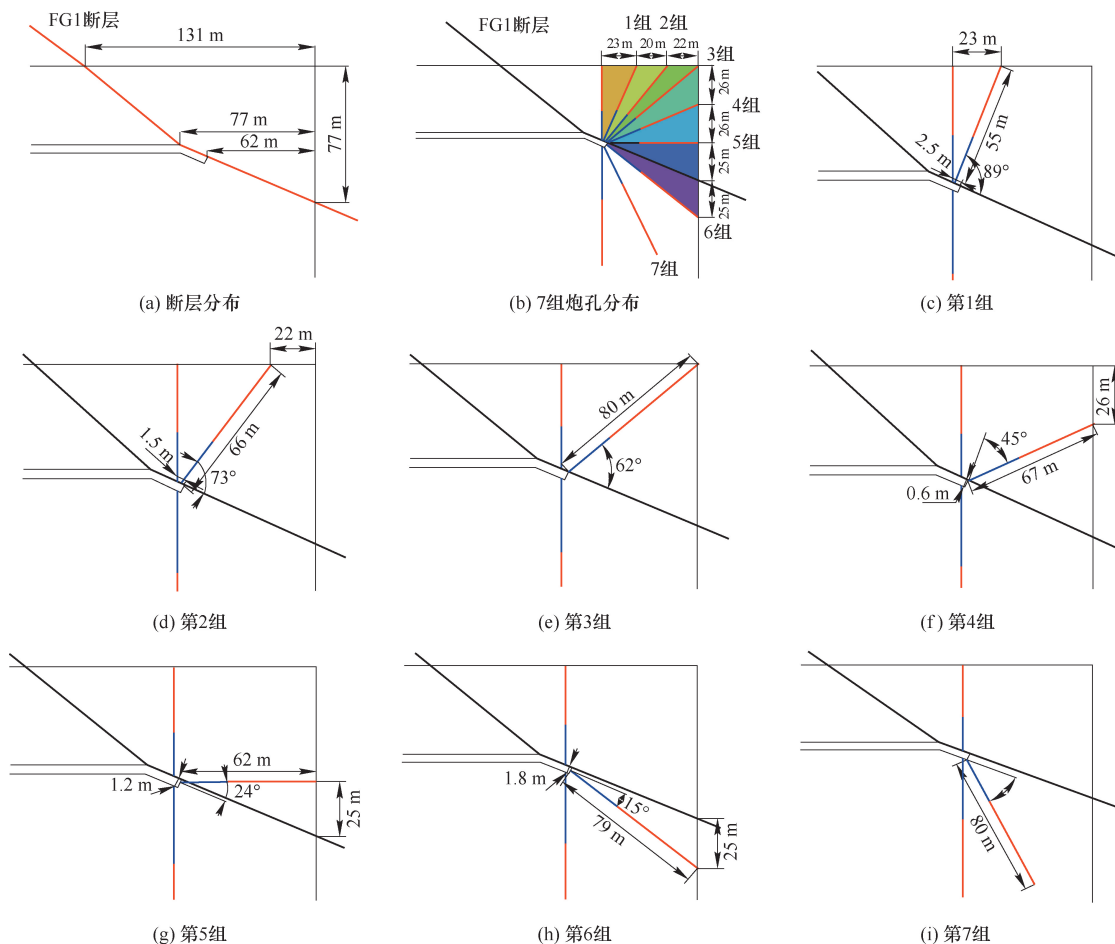 FG1断层
131 m
77 m
62 m
77 m
(a) 断层分布
FG1断层
1组 2组
23 m 20 m 22 m
3组
26 m
4组
26 m
5组
25 m
25 m
6组
7组
(b) 7组炮孔分布
23 m
2.5 m
55 m
89°
(c) 第1组
22 m
1.5 m
66 m
73°
(d) 第2组
80 m
62°
(e) 第3组
26 m
45°
67 m
0.6 m
(f) 第4组
62 m
1.2 m
24°
25 m
(g) 第5组
1.8 m
15°
79 m
25 m
(h) 第6组
80 m
(i) 第7组